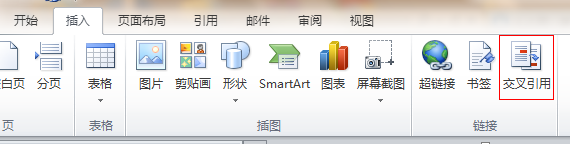 开始 插入 页面布局 引用 邮件 审阅 视图
白页 分页 表格 图片 剪贴画 形状 SmartArt 图表 屏幕截图 超链接 书签 交叉引用
页 表格 插图 链接